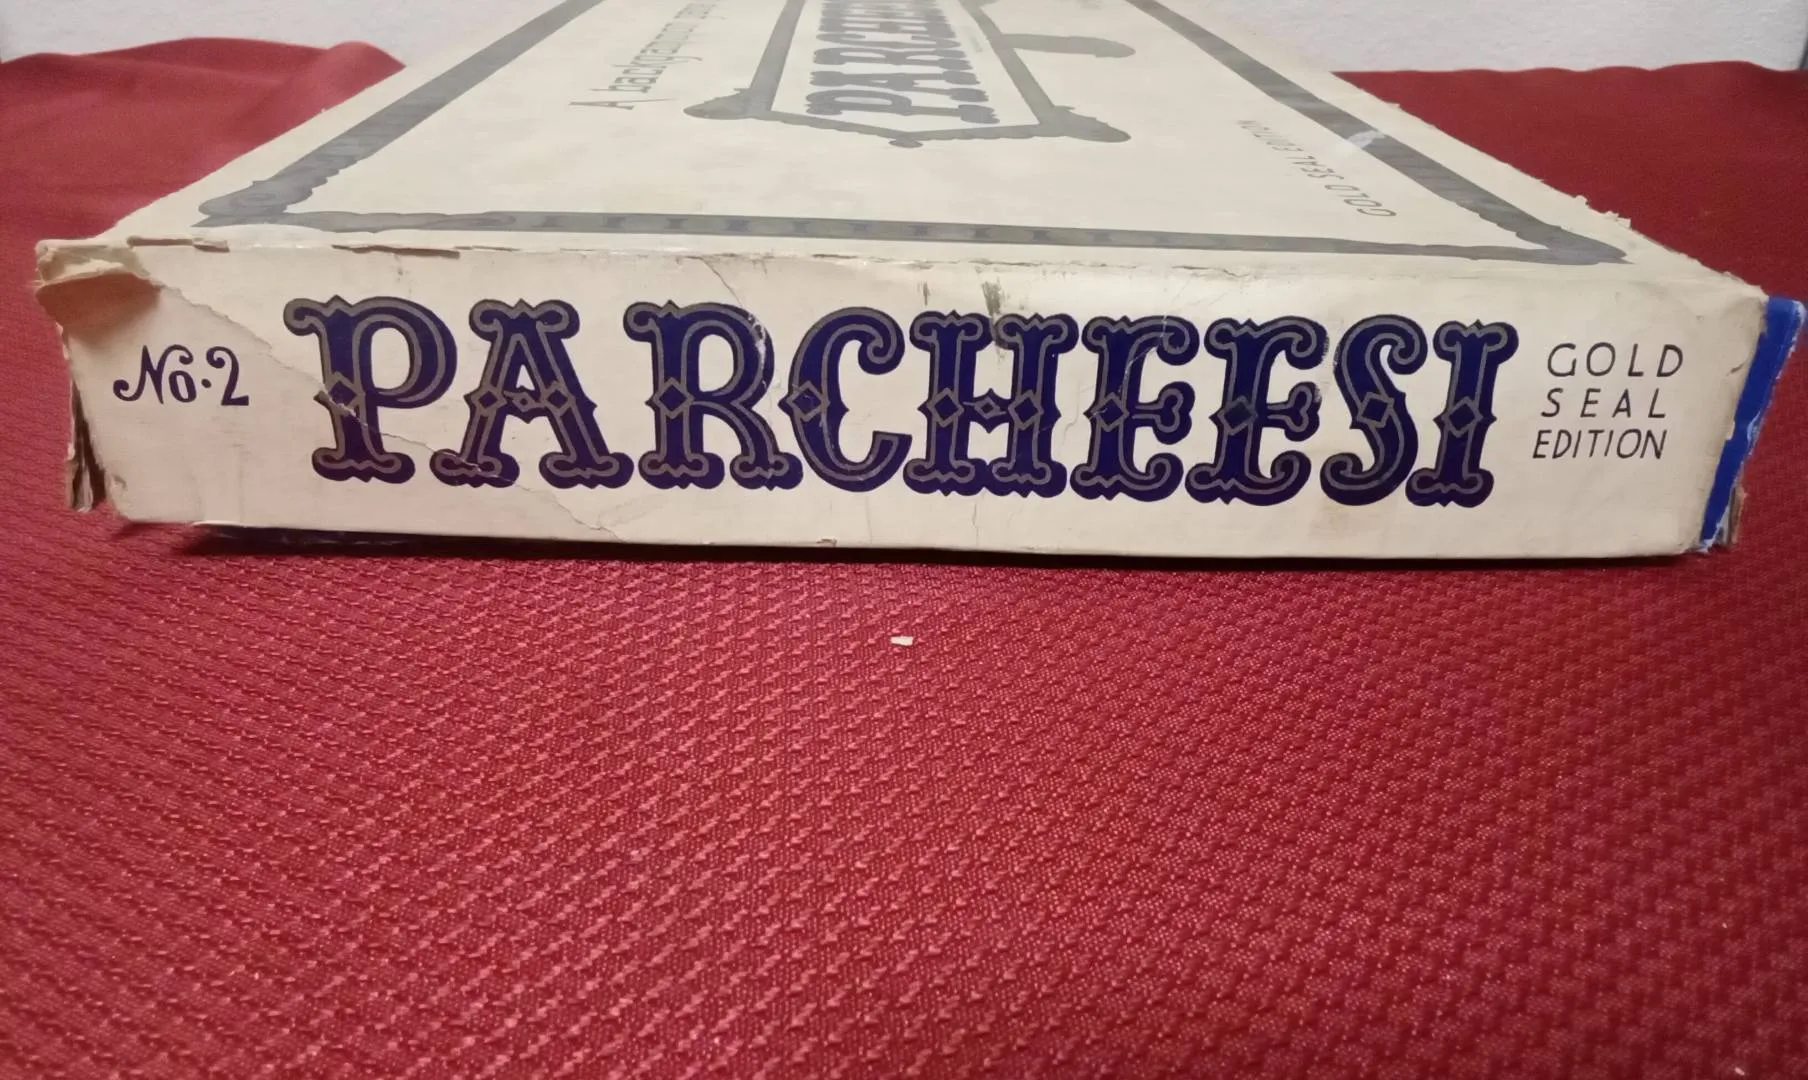 A backgammon game
PARCHEESI
GOLD SEAL EDITION
No. 2
PARCHEESI
GOLD
SEAL
EDITION